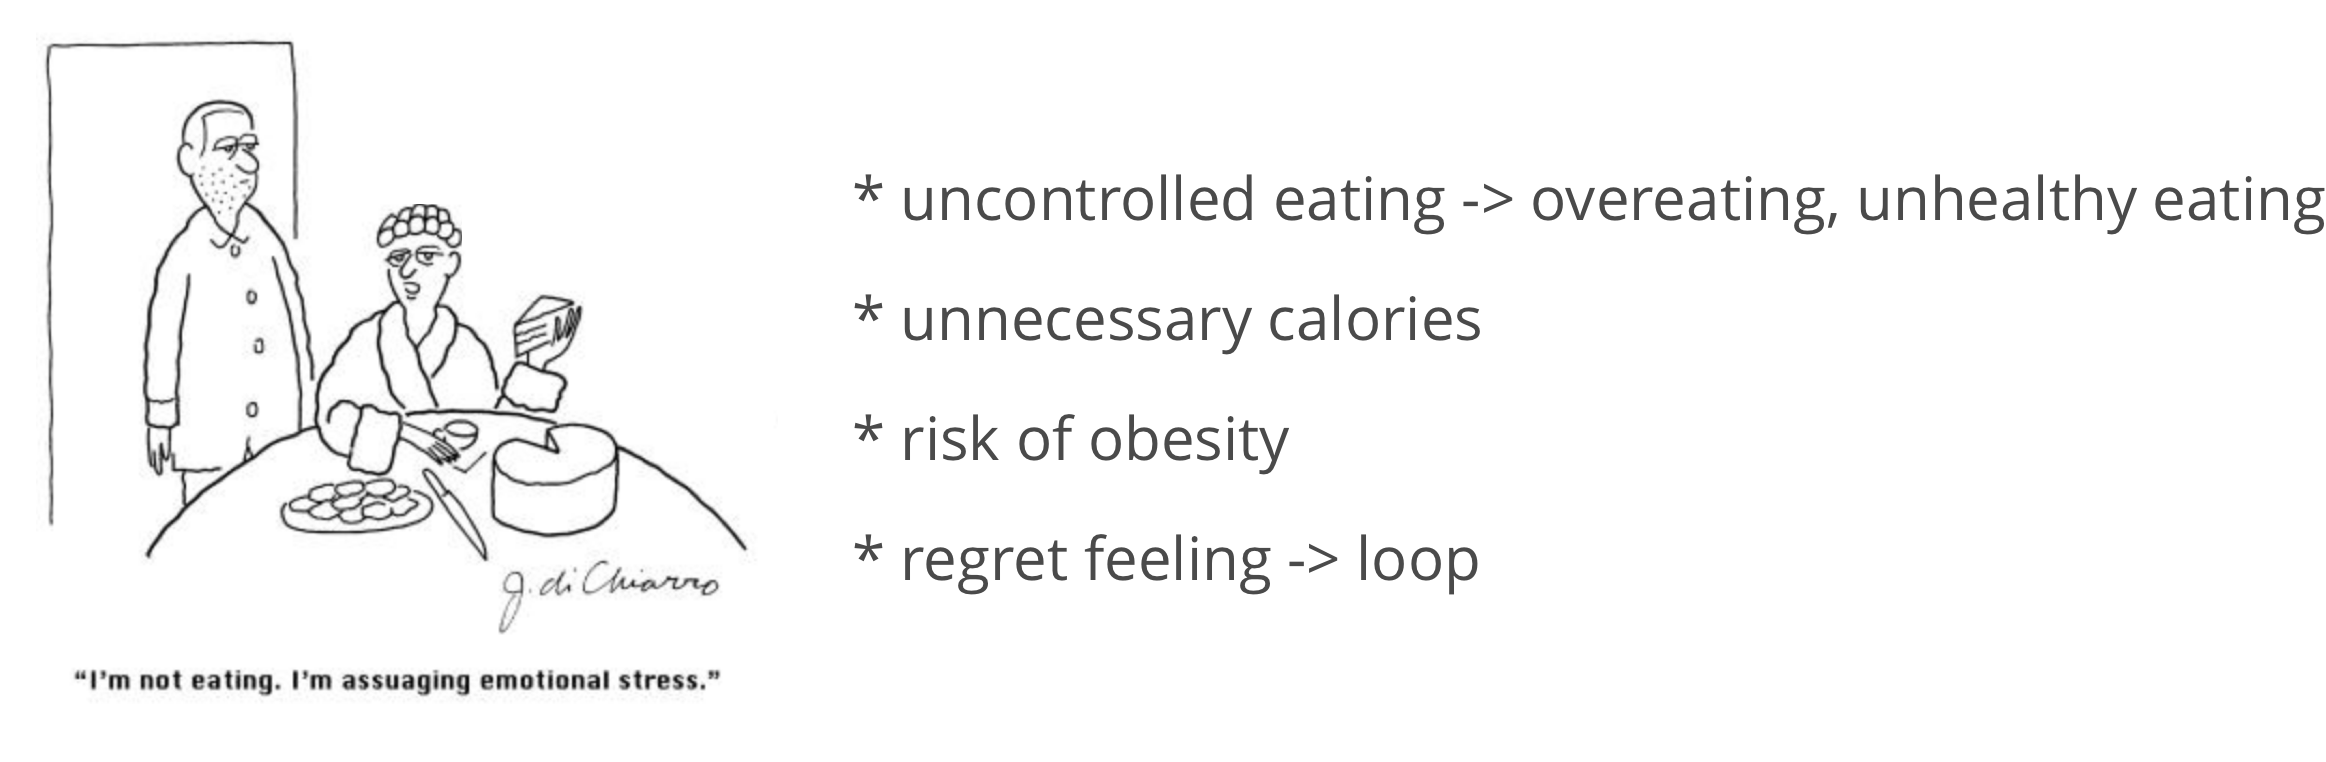 J. di Chiarro
“I’m not eating. I’m assuaging emotional stress.”
* uncontrolled eating -> overeating, unhealthy eating
* unnecessary calories
* risk of obesity
* regret feeling -> loop